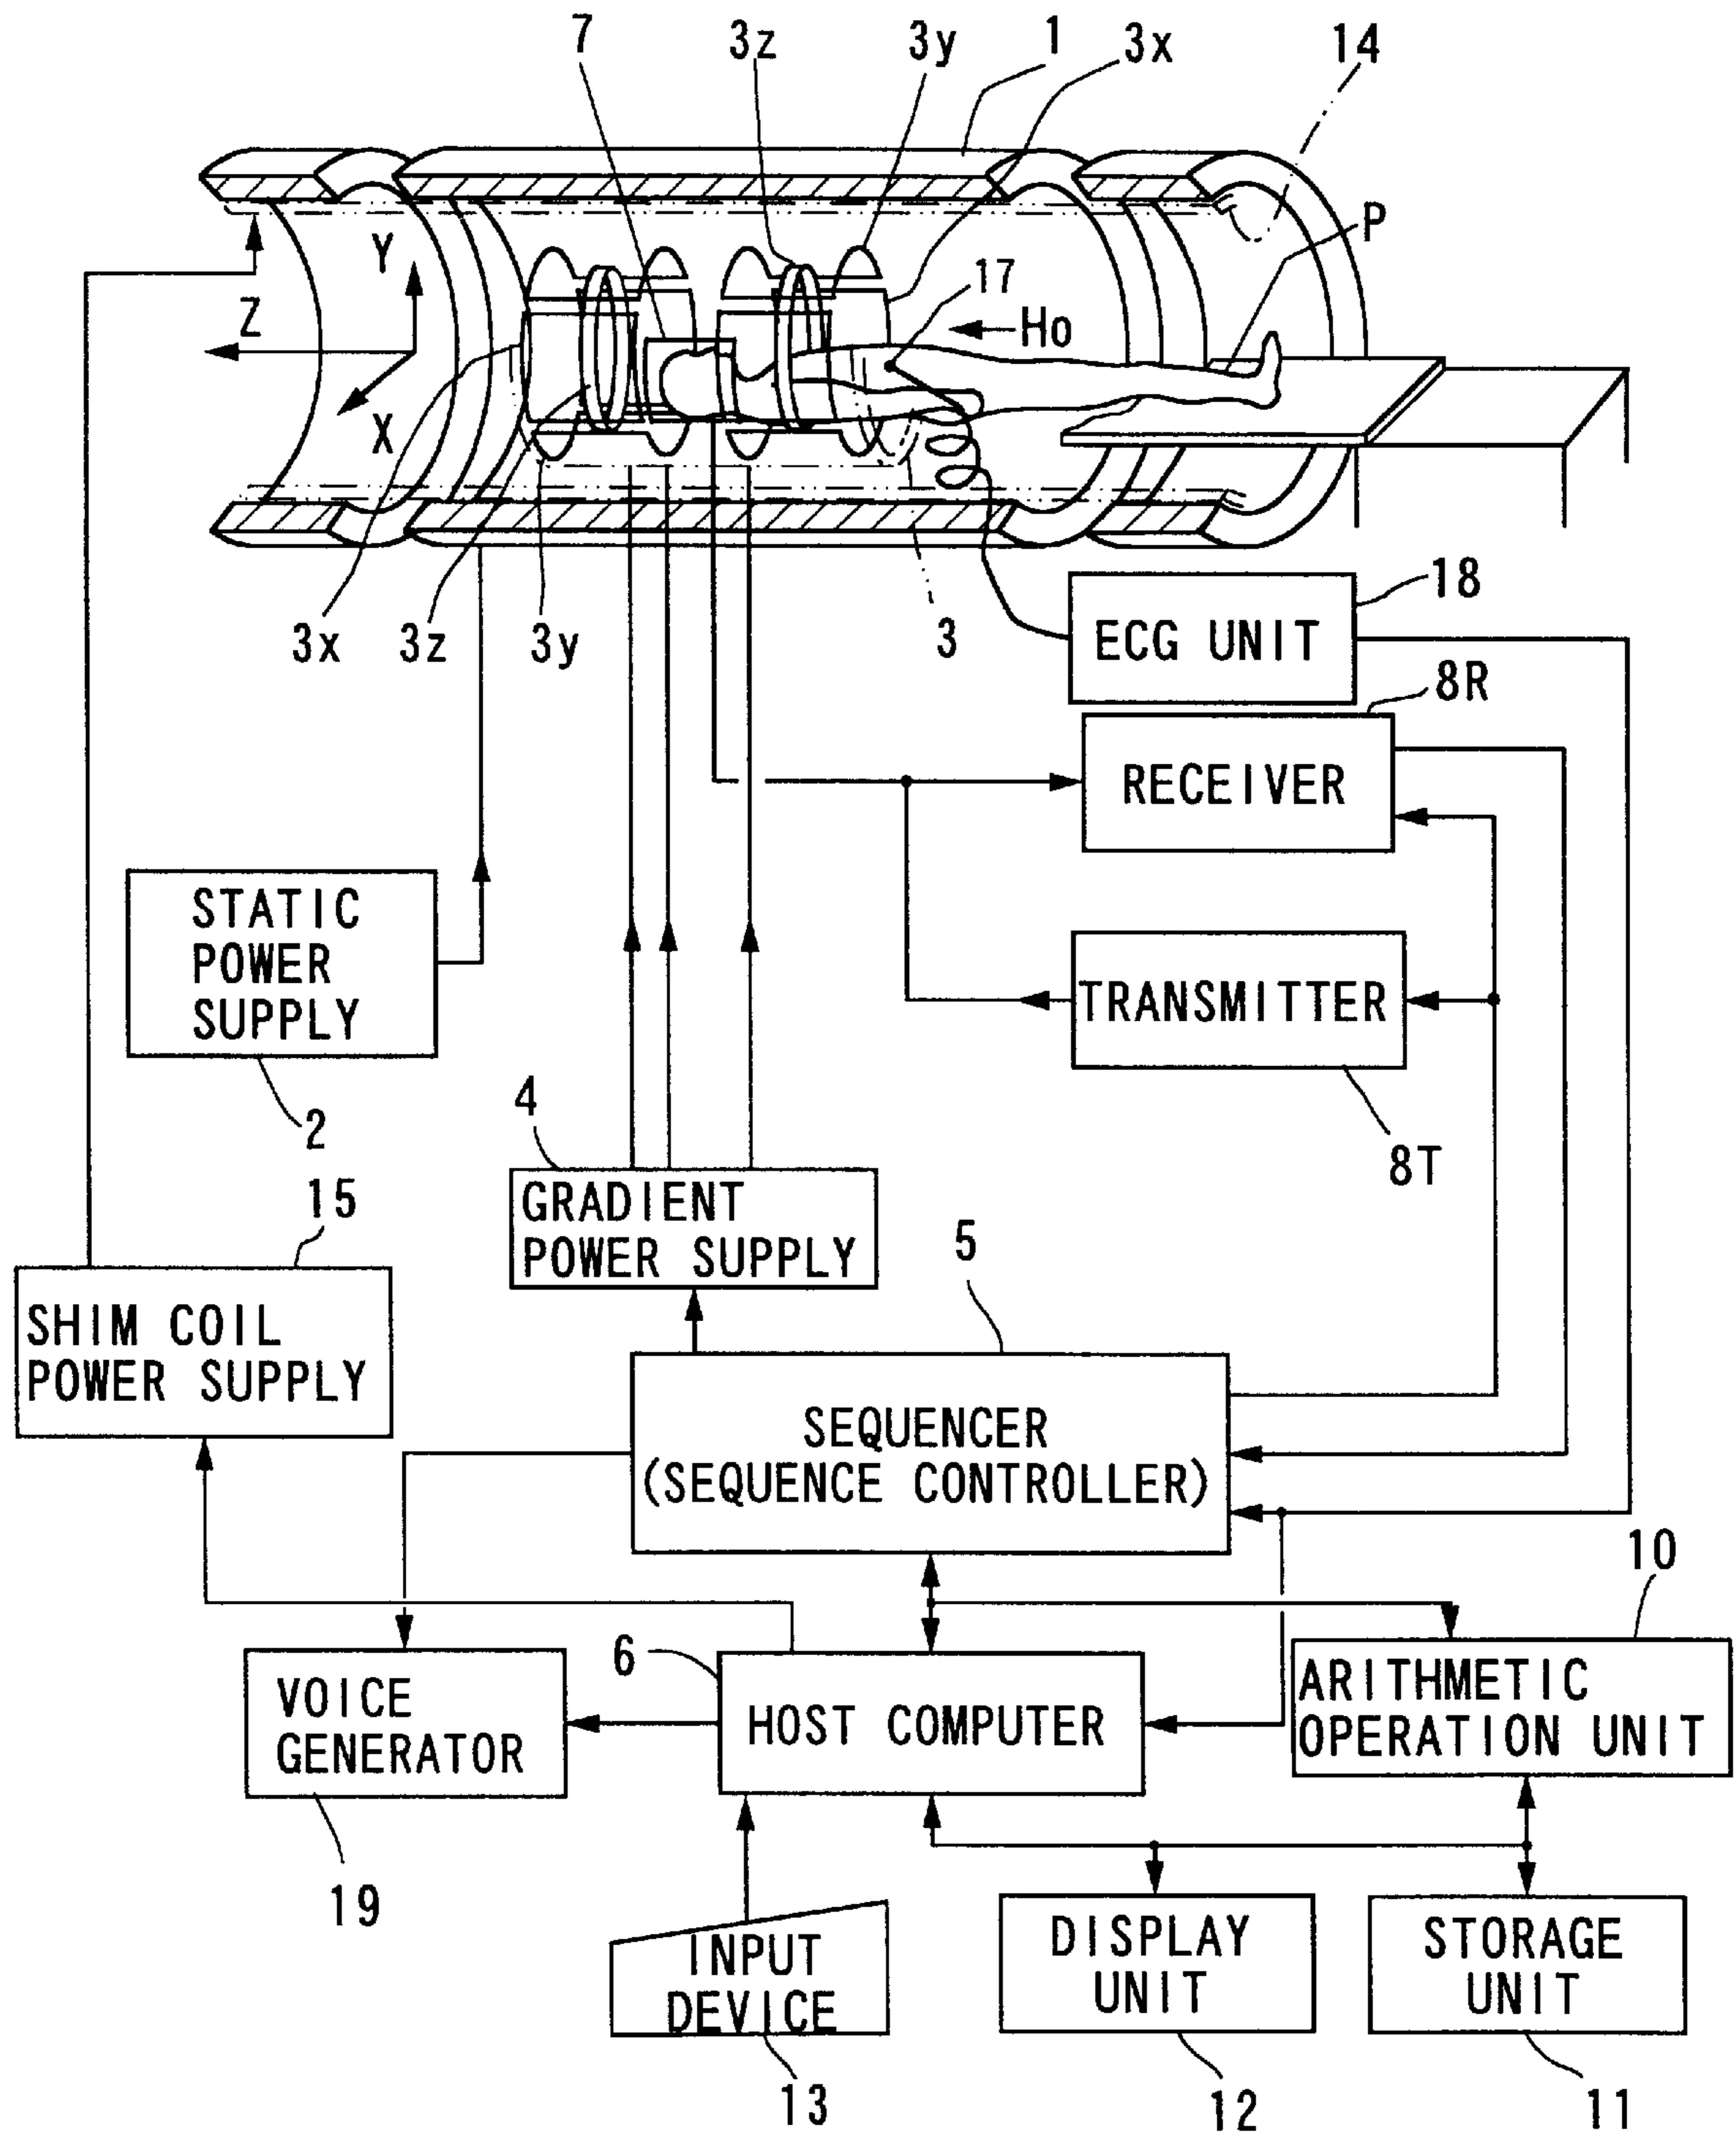 7
3z
3y
1
3x
14
P
Y
Z
X
17
Ho
3x
3z
3y
3
18
ECG UNIT
8R
RECEIVER
STATIC
POWER
SUPPLY
2
TRANSMITTER
8T
4
GRADIENT
POWER SUPPLY
15
SHIM COIL
POWER SUPPLY
5
SEQUENCER
(SEQUENCE CONTROLLER)
10
ARITHMETIC
OPERATION UNIT
6
HOST COMPUTER
VOICE
GENERATOR
19
INPUT
DEVICE
13
DISPLAY
UNIT
12
STORAGE
UNIT
11